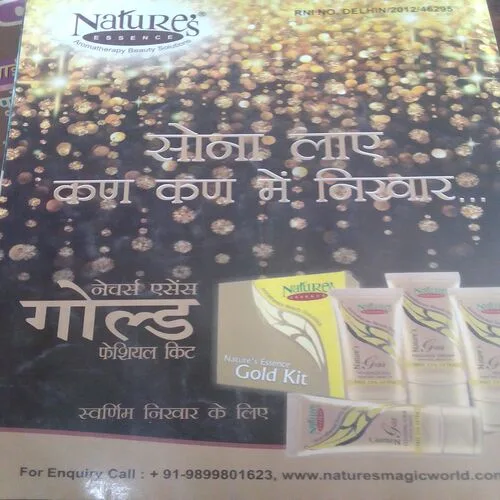 Nature's
ESSENCE
Aromatherapy Beauty Solutions
RNI NO. DELHIN/2012/46295
सोना लाए
कण कण में निखार...
नेचर्स एसेंस
गोल्ड
फेशियल किट
स्वर्णिम निखार के लिए
Nature's
ESSENCE
Nature's Essence
Gold Kit
For Enquiry Call : + 91-9899801623, www.naturesmagicworld.com